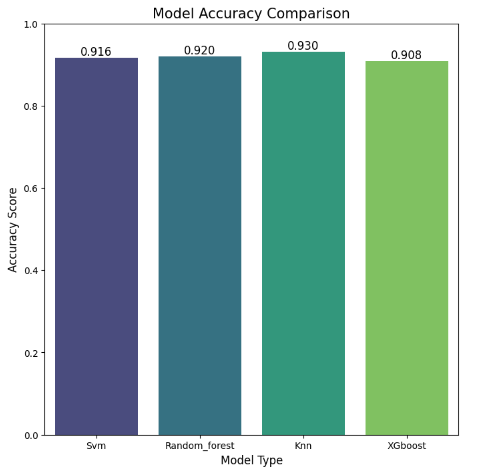 Model Accuracy Comparison
1.0
0.8
0.6
0.4
0.2
0.0
Accuracy Score
0.916
0.920
0.930
0.908
Svm
Random_forest
Knn
XGboost
Model Type